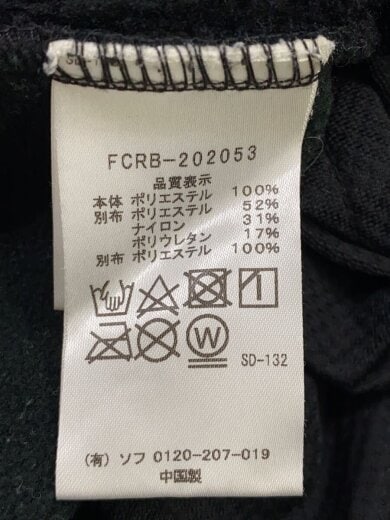 FCRB-202053
品質表示
本体 ポリエステル 100%
別布 ポリエステル 52%
ナイロン 31%
ポリウレタン 17%
別布 ポリエステル 100%
W
SD-132
(有) ソフ 0120-207-019
中国製